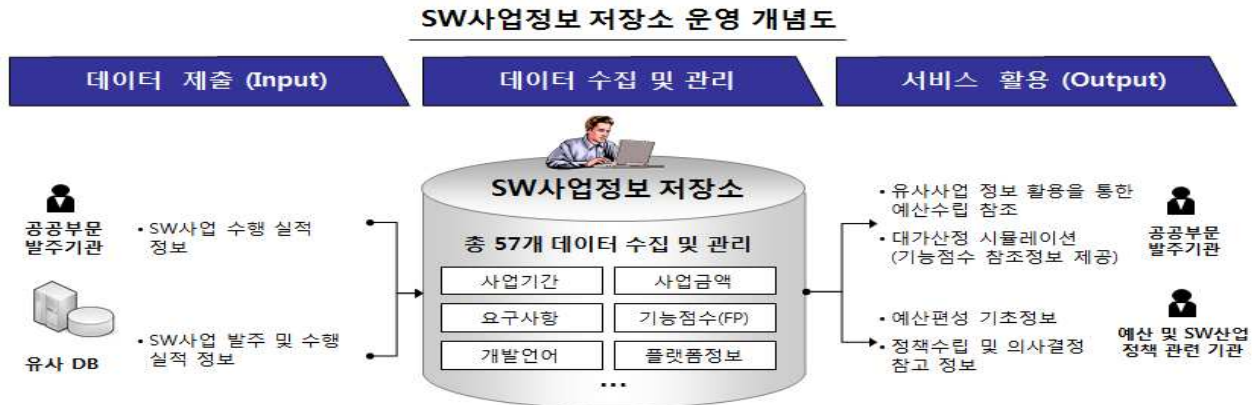 SW사업정보 저장소 운영 개념도
데이터 제출 (Input)
데이터 수집 및 관리
서비스 활용 (Output)
공공부문
발주기관
• SW사업 수행 실적
정보
유사 DB
• SW사업 발주 및 수행
실적 정보
SW사업정보 저장소
총 57개 데이터 수집 및 관리
사업기간
사업금액
요구사항
기능점수(FP)
개발언어
플랫폼정보
...
• 유사사업 정보 활용을 통한
예산수립 참조
• 대가산정 시뮬레이션
(기능점수 참조정보 제공)
공공부문
발주기관
• 예산편성 기초정보
• 정책수립 및 의사결정
참고 정보
예산 및 SW산업
정책 관련 기관